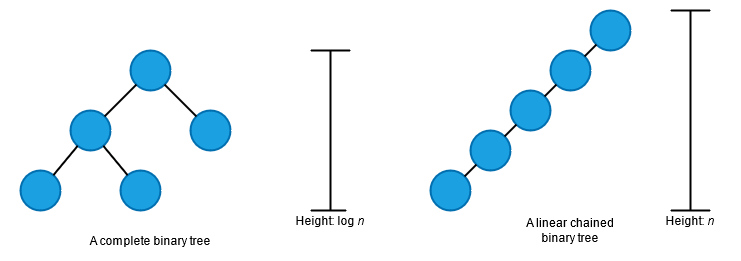 A complete binary tree
Height: log n
A linear chained
binary tree
Height: n